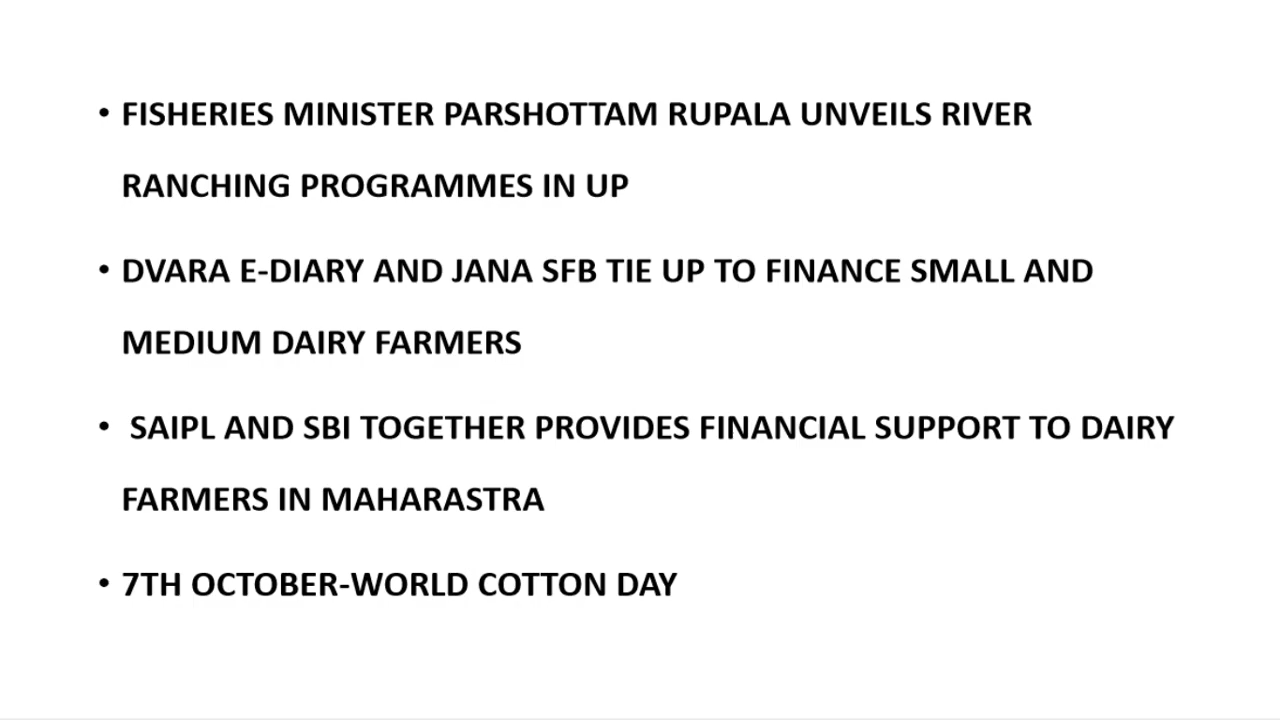 • FISHERIES MINISTER PARSHOTTAM RUPALA UNVEILS RIVER
RANCHING PROGRAMMES IN UP
• DVARA E-DIARY AND JANA SFB TIE UP TO FINANCE SMALL AND
MEDIUM DAIRY FARMERS
• SAIPL AND SBI TOGETHER PROVIDES FINANCIAL SUPPORT TO DAIRY
FARMERS IN MAHARASTRA
• 7TH OCTOBER-WORLD COTTON DAY